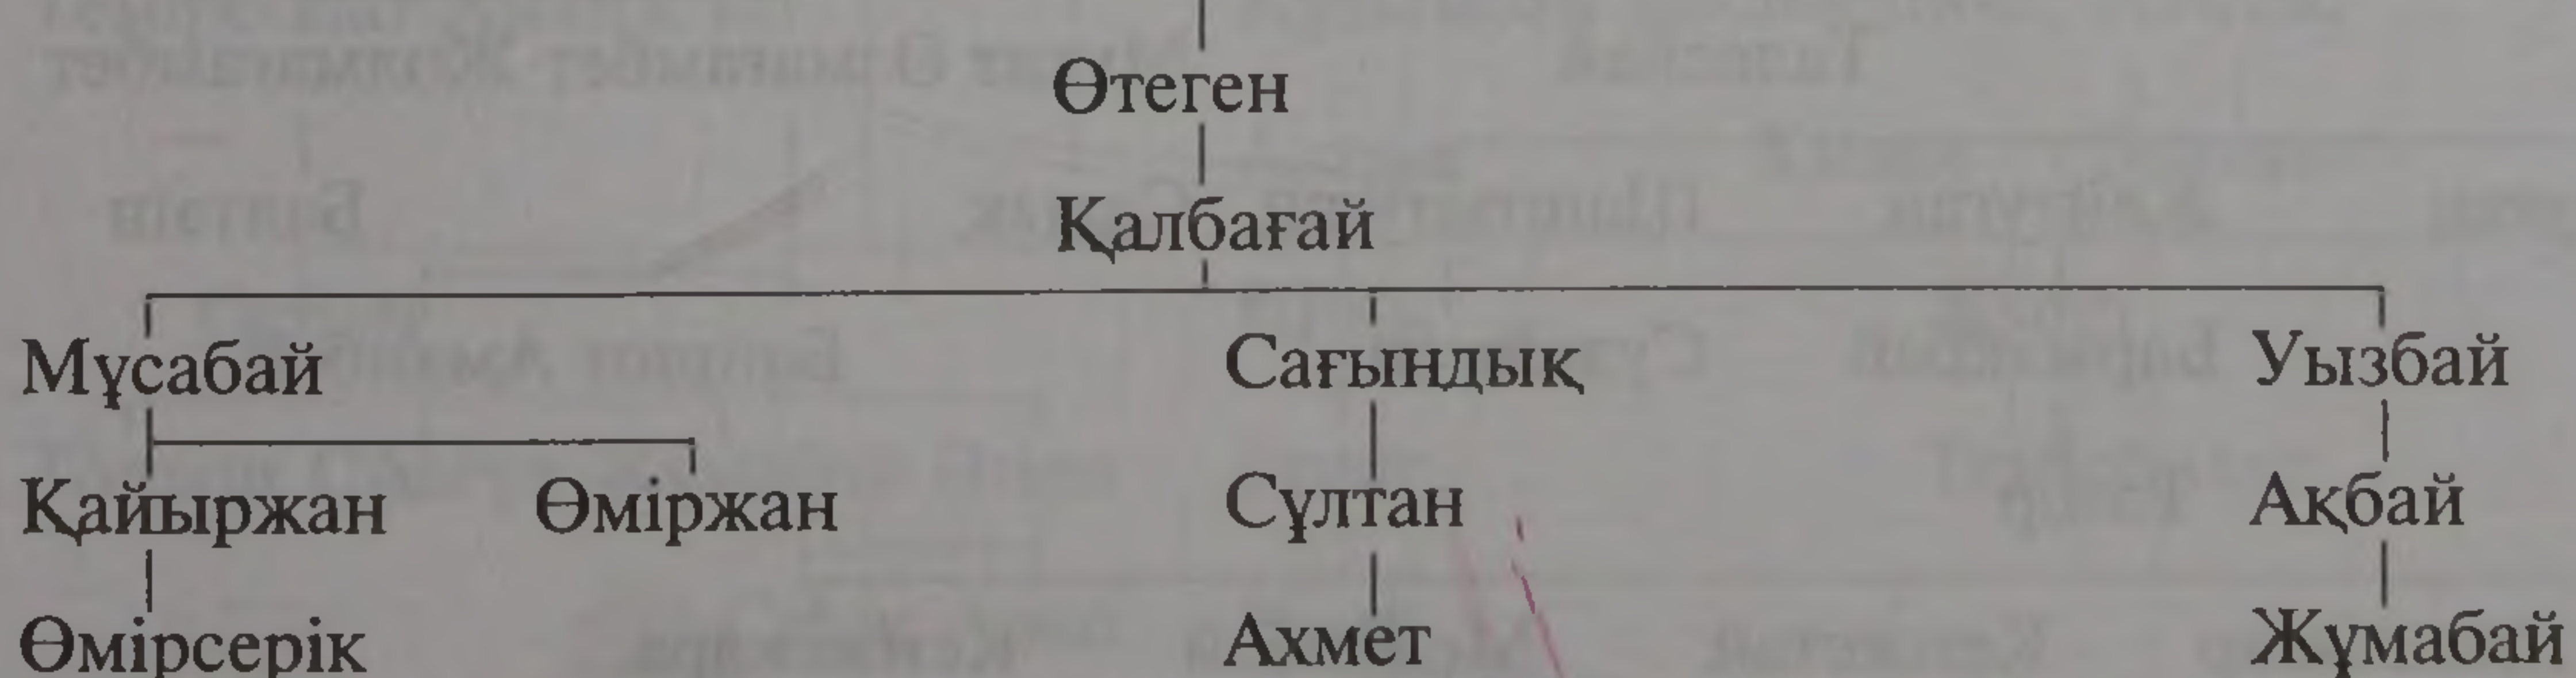 Өтеген
Қалбағай
Мұсабай Сағындық Уызбай
Қайыржан Өміржан Сұлтан Ақбай
Өмірсерік Ахмет Жұмабай